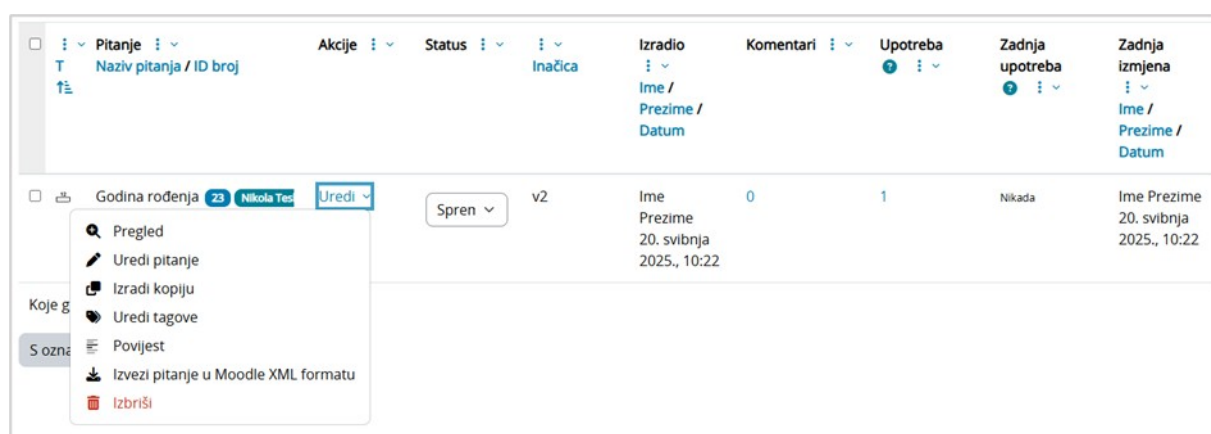 Pitanje Akcije Status Izradio Komentari Upotreba Zadnja Zadnja
T Naziv pitanja / ID broj Inačica upotreba izmjena
Ime /
Prezime /
Datum
Ime /
Prezime /
Datum
Godina rođenja 23 Nikola Tes Uredi Spren v2 Ime 0 1 Nikada Ime Prezime
Prezime 20. svibnja
20. svibnja 2025., 10:22
2025., 10:22
Pregled
Uredi pitanje
Izradi kopiju
Koje g
Uredi tagove
S ozna
Povijest
Izvezi pitanje u Moodle XML formatu
Izbriši